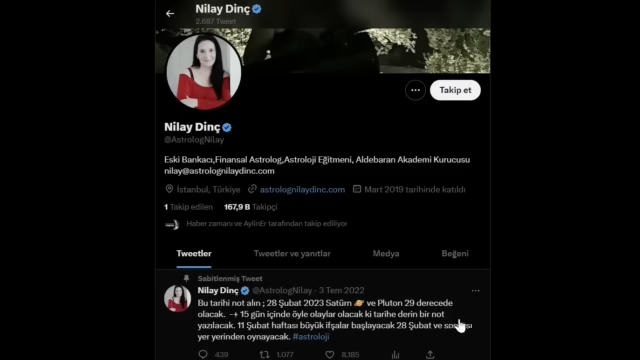 Nilay Dinç
2.687 Tweet
Takip et
Nilay Dinç
@AstrologNilay
Eski Bankacı,Finansal Astrolog,Astroloji Eğitmeni, Aldebaran Akademi Kurucusu
nilay@astrolognilaydinc.com
İstanbul, Türkiye astrolognilaydinc.com Mart 2019 tarihinde katıldı
1 Takip edilen 167,9 B Takipçi
Haber zamanı ve AylinEr tarafından takip ediliyor
Tweetler Tweetler ve yanıtlar Medya Beğeni
Sabitlenmiş Tweet
Nilay Dinç @AstrologNilay · 3 Tem 2022
Bu tarihi not alın ; 28 Şubat 2023 Satürn 🪐 ve Pluton 29 derecede
olacak. -+ 15 gün içinde öyle olaylar olacak ki tarihe derin bir not
yazılacak. 11 Şubat haftası büyük ifşalar başlayacak 28 Şubat ve
yer yerinden oynayacak. #astroloji
439 1.077 8.185